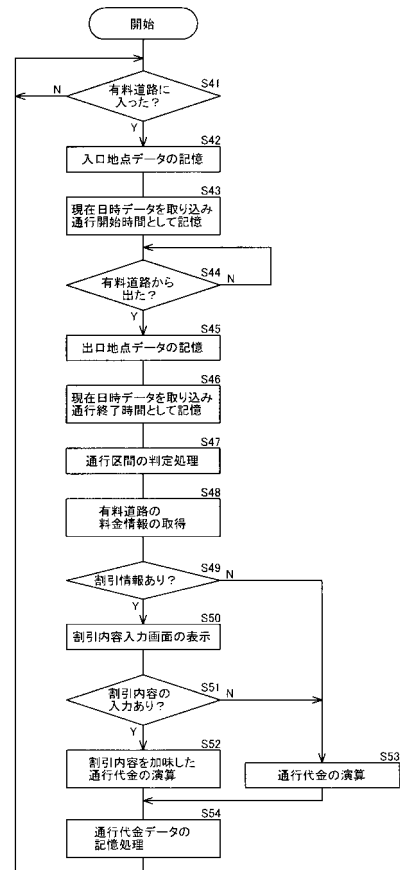 開始
S41
有料道路に
入った？
N
Y
S42
入口地点データの記憶
S43
現在日時データを取り込み
通行開始時間として記憶
S44
有料道路から
出た？
N
Y
S45
出口地点データの記憶
S46
現在日時データを取り込み
通行終了時間として記憶
S47
通行区間の判定処理
S48
有料道路の
料金情報の取得
S49
割引情報あり？
N
Y
S50
割引内容入力画面の表示
S51
割引内容の
入力あり？
N
Y
S52
割引内容を加味した
通行代金の演算
S53
通行代金の演算
S54
通行代金データの
記憶処理